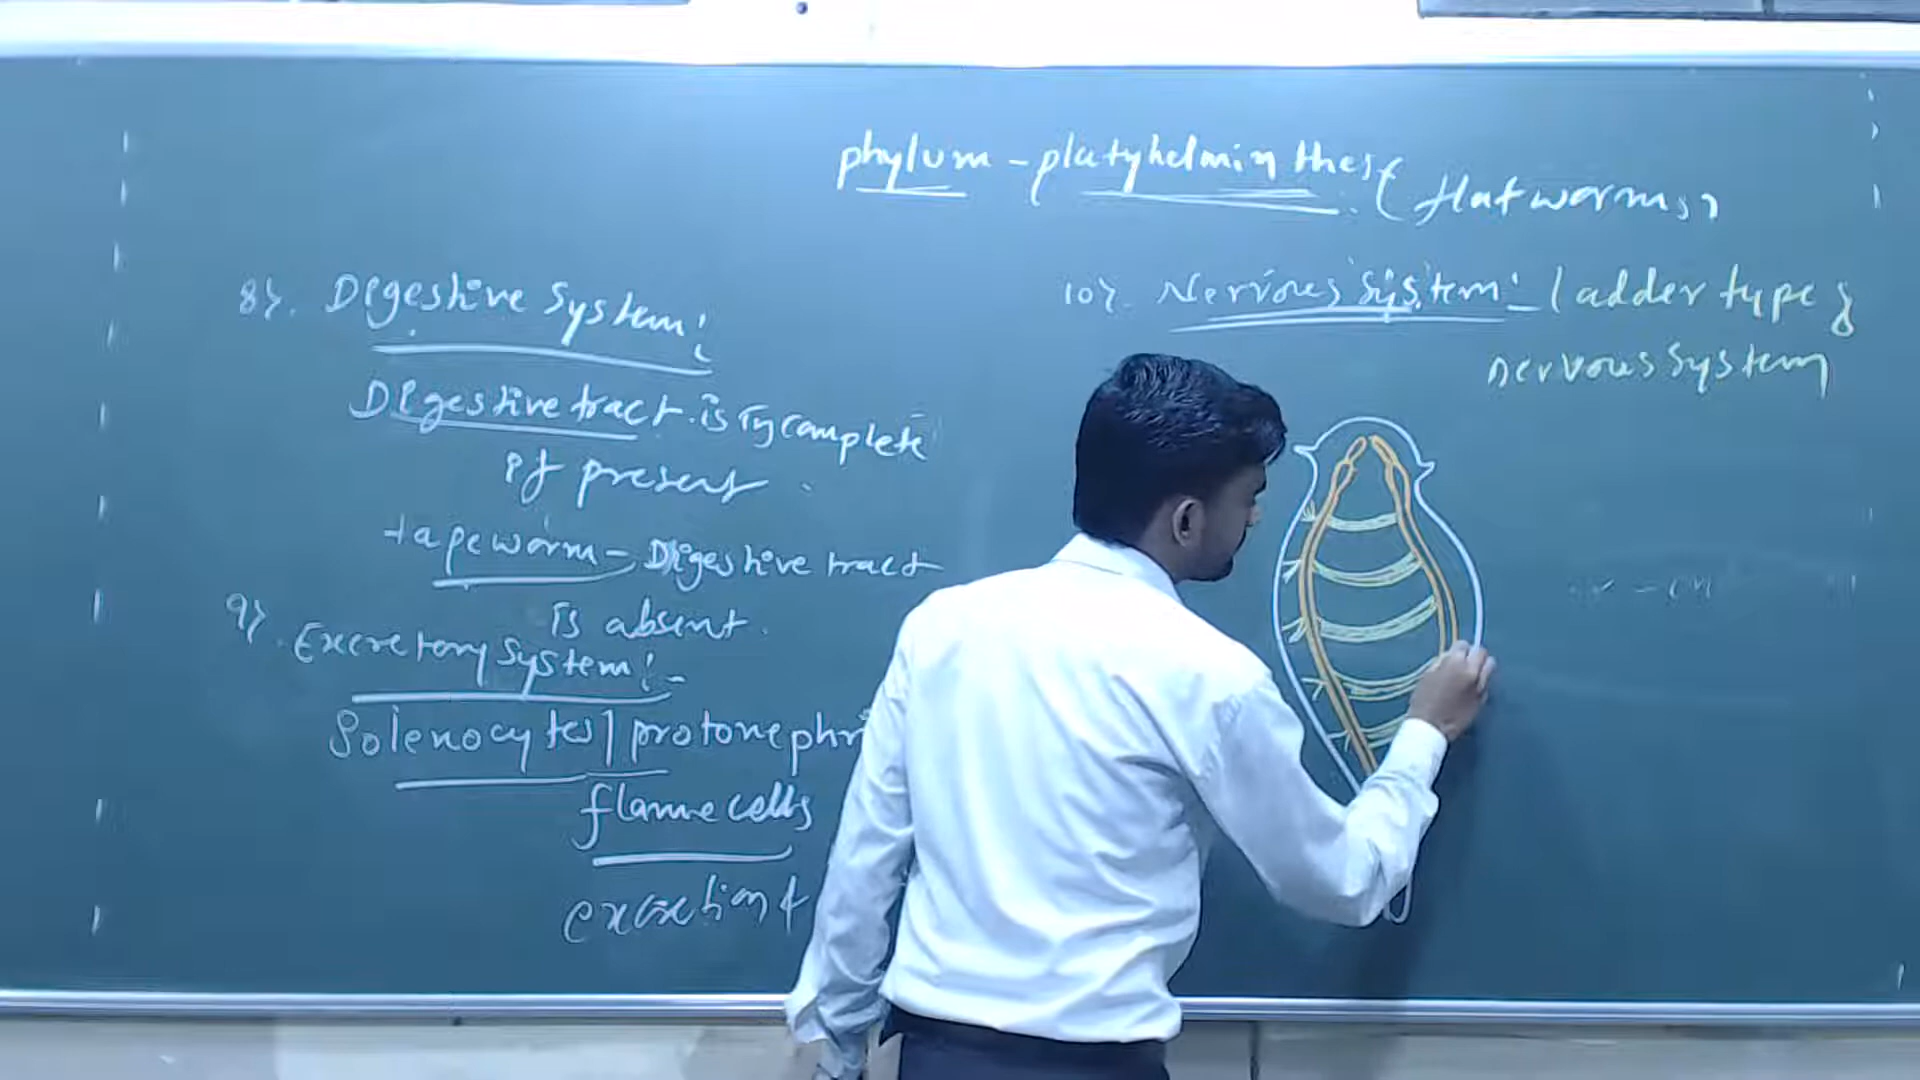 phylum - platyhelminthes (flatworms)
8). Digestive System:
Digestive tract is incomplete
if present.
tapeworm - Digestive tract
is absent.
9). Excretory System:-
Solenocytes | protonephri
flame cells
excretion &
10). Nervous System:- ladder type of
nervous system